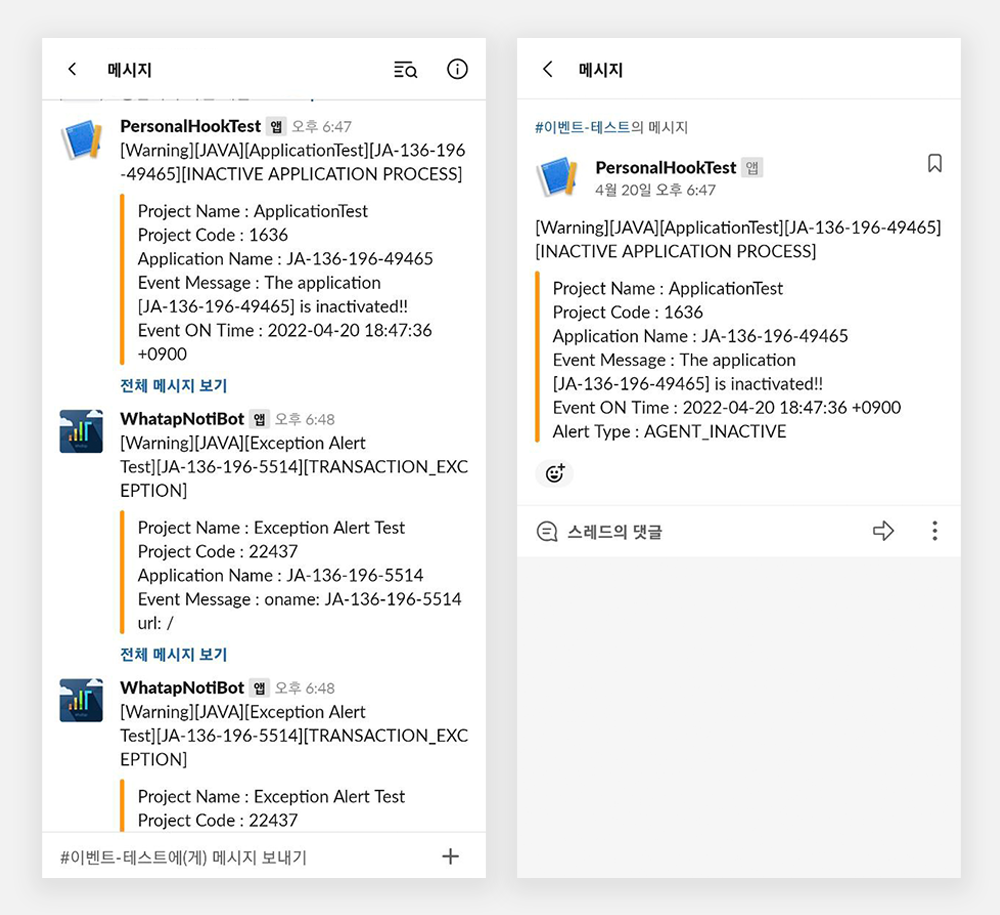 메시지
PersonalHookTest 앱 오후 6:47
[Warning][JAVA][ApplicationTest][JA-136-196
-49465][INACTIVE APPLICATION PROCESS]
Project Name : ApplicationTest
Project Code : 1636
Application Name : JA-136-196-49465
Event Message : The application
[JA-136-196-49465] is inactivated!!
Event ON Time : 2022-04-20 18:47:36
+0900
전체 메시지 보기
WhatapNotiBot 앱 오후 6:48
[Warning][JAVA][Exception Alert
Test][JA-136-196-5514][TRANSACTION_EXC
EPTION]
Project Name : Exception Alert Test
Project Code : 22437
Application Name : JA-136-196-5514
Event Message : oname: JA-136-196-5514
url: /
전체 메시지 보기
WhatapNotiBot 앱 오후 6:48
[Warning][JAVA][Exception Alert
Test][JA-136-196-5514][TRANSACTION_EXC
EPTION]
Project Name : Exception Alert Test
Project Code : 22437
#이벤트-테스트에(게) 메시지 보내기
메시지
#이벤트-테스트의 메시지
PersonalHookTest 앱
4월 20일 오후 6:47
[Warning][JAVA][ApplicationTest][JA-136-196-49465]
[INACTIVE APPLICATION PROCESS]
Project Name : ApplicationTest
Project Code : 1636
Application Name : JA-136-196-49465
Event Message : The application
[JA-136-196-49465] is inactivated!!
Event ON Time : 2022-04-20 18:47:36 +0900
Alert Type : AGENT_INACTIVE
스레드의 댓글